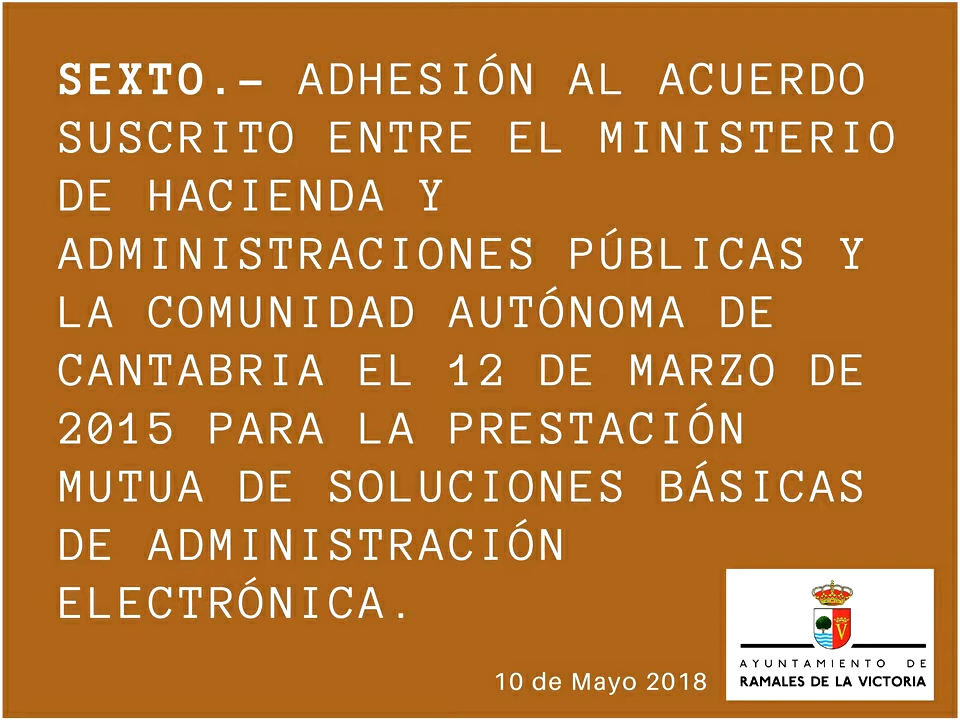 SEXTO.- ADHESIÓN AL ACUERDO
SUSCRITO ENTRE EL MINISTERIO
DE HACIENDA Y
ADMINISTRACIONES PÚBLICAS Y
LA COMUNIDAD AUTÓNOMA DE
CANTABRIA EL 12 DE MARZO DE
2015 PARA LA PRESTACIÓN
MUTUA DE SOLUCIONES BÁSICAS
DE ADMINISTRACIÓN
ELECTRÓNICA.
10 de Mayo 2018
V
AYUNTAMIENTO DE
RAMALES DE LA VICTORIA